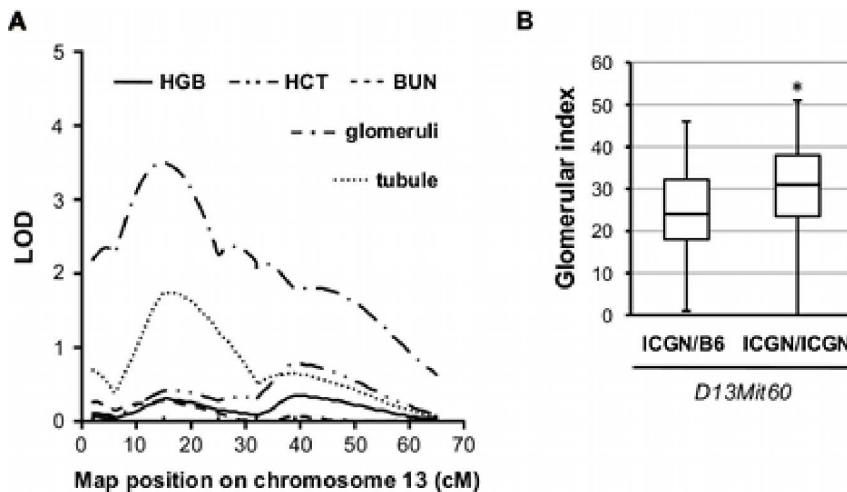 A
5
4
3
2
1
0
LOD
HGB HCT BUN
glomeruli
tubule
0 10 20 30 40 50 60 70
Map position on chromosome 13 (cM)
B
60
50
40
30
20
10
0
Glomerular index
*
ICGN/B6 ICGN/ICGN
D13Mit60